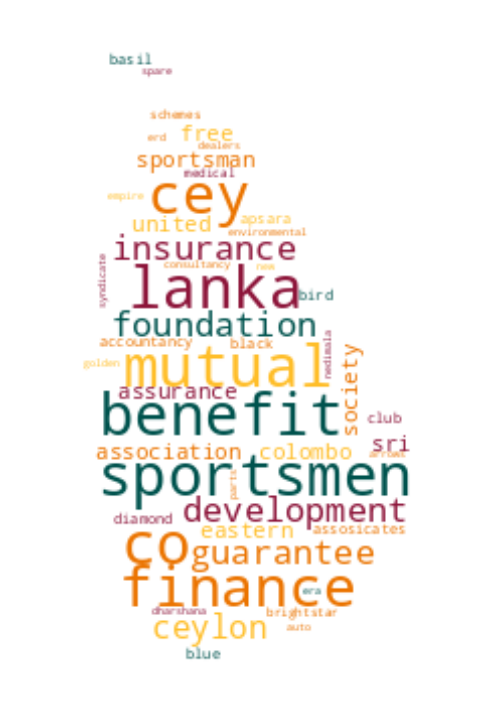 basil
spare
schemes
erd free
dealers
sportsman
medical
empire cey
united apsara
environmental
insurance
consultancy new
syndicate lanka bird
foundation
accountancy black nedimala
golden mutual society
assurance
benefit club
association colombo sri
arrows
sportsmen
parts
development
diamond
eastern assosicates
co guarantee
finance era
dharshana brightstar
ceylon auto
blue